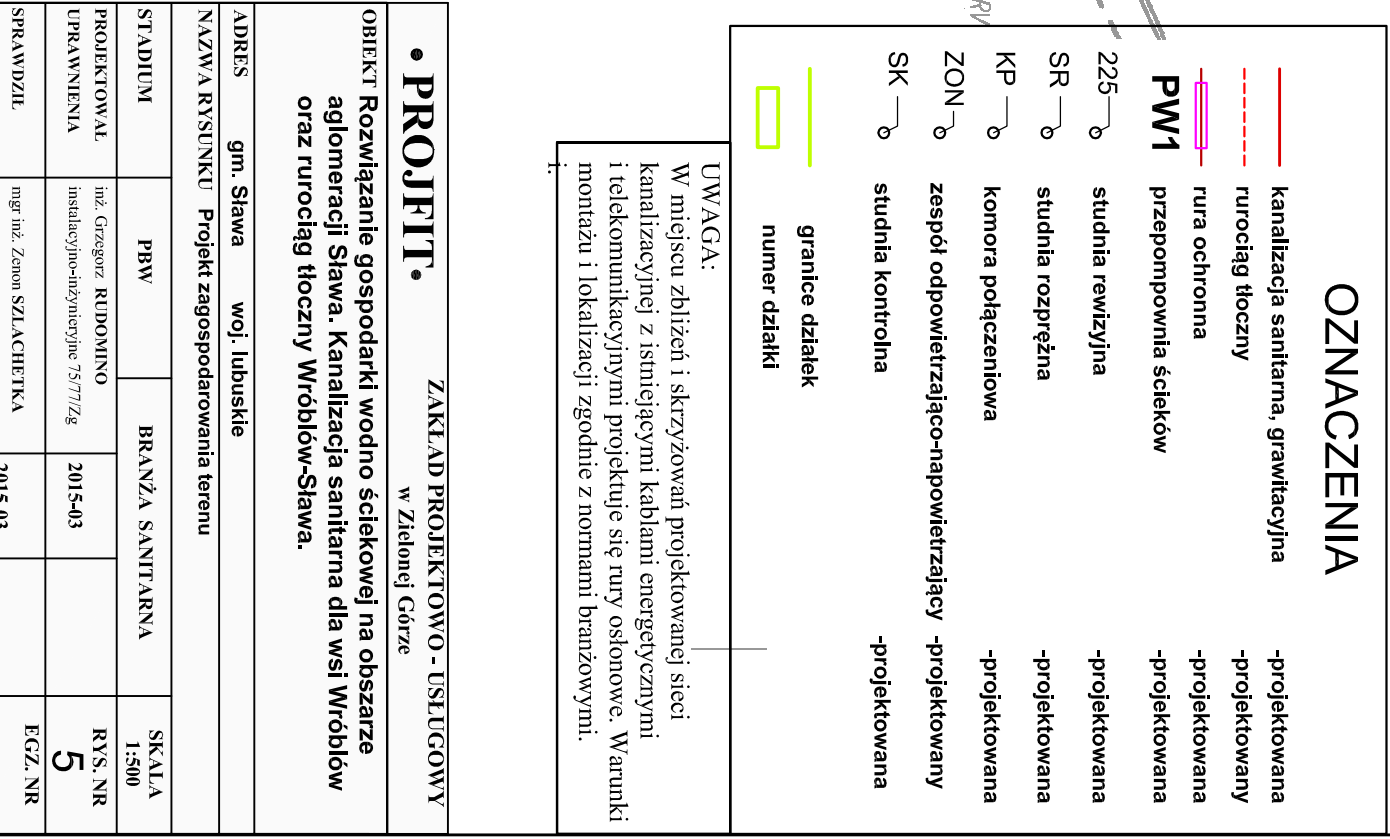 OZNACZENIA
kanalizacja sanitarna, grawitacyjna -projektowana
rurociąg tłoczny -projektowany
rura ochronna -projektowana
PW1 przepompownia ścieków -projektowana
225 studnia rewizyjna -projektowana
SR studnia rozprężna -projektowana
KP komora połączeniowa -projektowana
ZON zespół odpowietrzająco-napowietrzający -projektowany
SK studnia kontrolna -projektowana
granice działek
numer działki
UWAGA:
W miejscu zbliżeń i skrzyżowań projektowanej sieci
kanalizacyjnej z istniejącymi kablami energetycznymi
i telekomunikacyjnymi projektuje się rury osłonowe. Warunki
montażu i lokalizacji zgodnie z normami branżowymi.
i.
• PROJFIT • ZAKŁAD PROJEKTOWO - USŁUGOWY
w Zielonej Górze
OBIEKT Rozwiązanie gospodarki wodno ściekowej na obszarze
aglomeracji Sława. Kanalizacja sanitarna dla wsi Wróblów
oraz rurociąg tłoczny Wróblów-Sława.
ADRES gm. Sława woj. lubuskie
NAZWA RYSUNKU Projekt zagospodarowania terenu
STADIUM PBW BRANŻA SANITARNA SKALA
1:500
PROJEKTOWAŁ inż. Grzegorz RUDOMINO 2015-03 RYS. NR
UPRAWNIENIA instalacyjno-inżynieryjne 75/77/Zg 5
SPRAWDZIŁ mgr inż. Zenon SZLACHETKA 2015-03 EGZ. NR